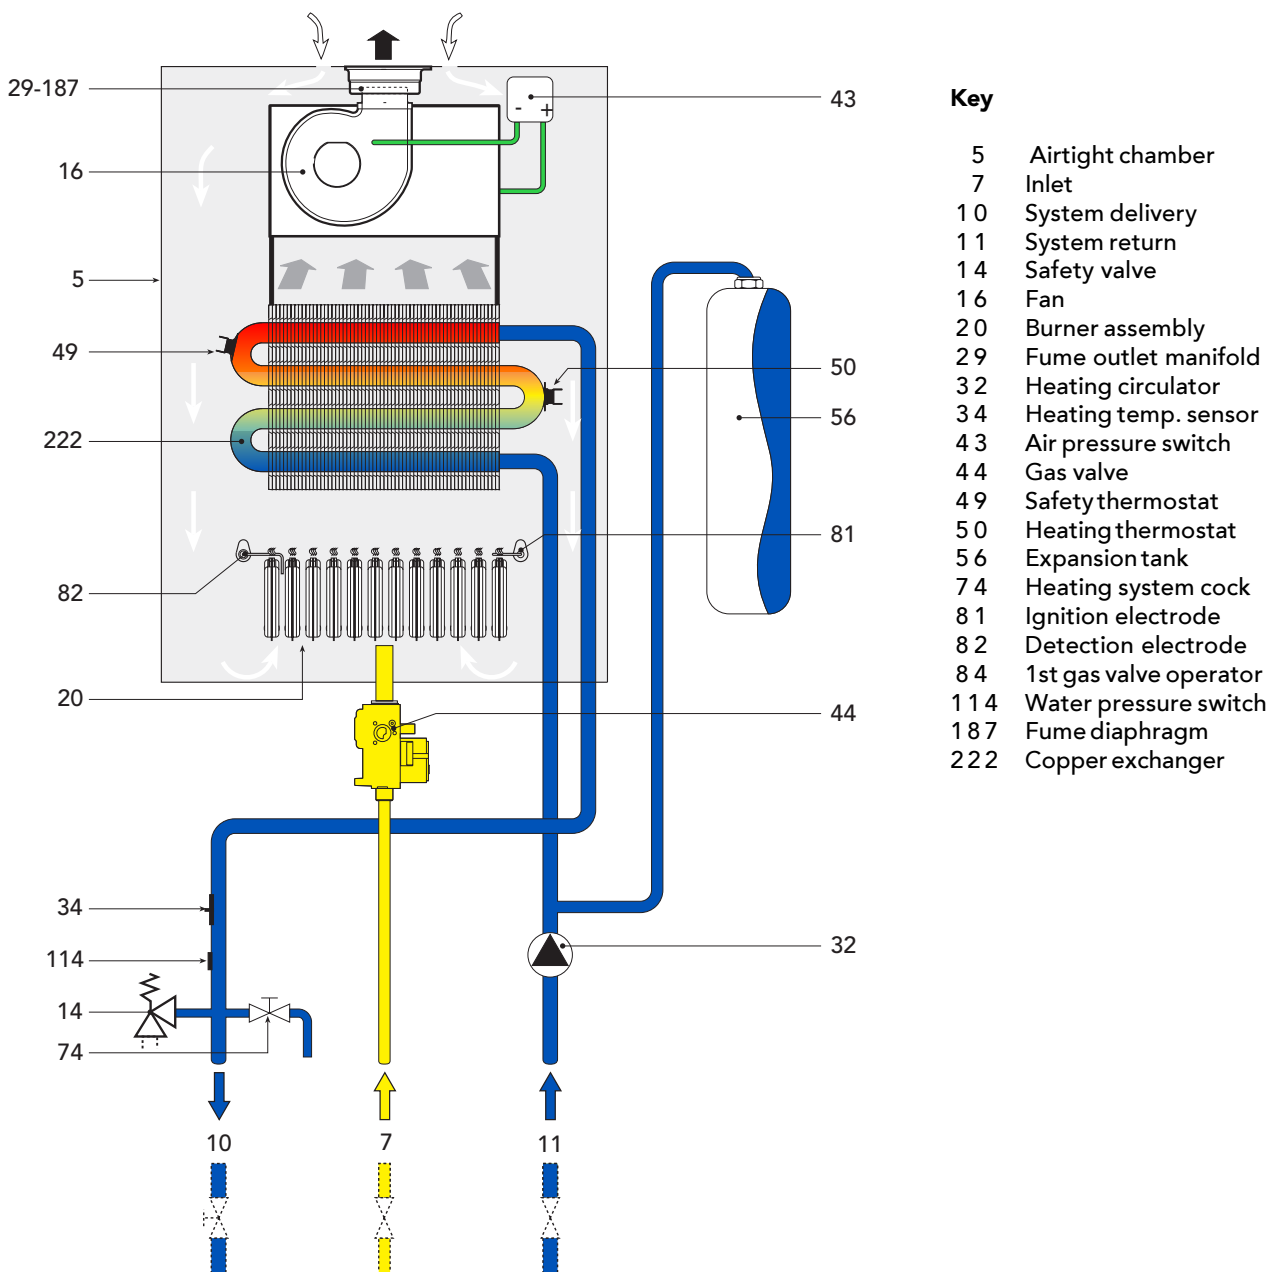 29-187
16
5
49
222
82
20
34
114
14
74
10
7
11
43
-
+
50
56
81
44
32
Key
5 Airtight chamber
7 Inlet
10 System delivery
11 System return
14 Safety valve
16 Fan
20 Burner assembly
29 Fume outlet manifold
32 Heating circulator
34 Heating temp. sensor
43 Air pressure switch
44 Gas valve
49 Safety thermostat
50 Heating thermostat
56 Expansion tank
74 Heating system cock
81 Ignition electrode
82 Detection electrode
84 1st gas valve operator
114 Water pressure switch
187 Fume diaphragm
222 Copper exchanger